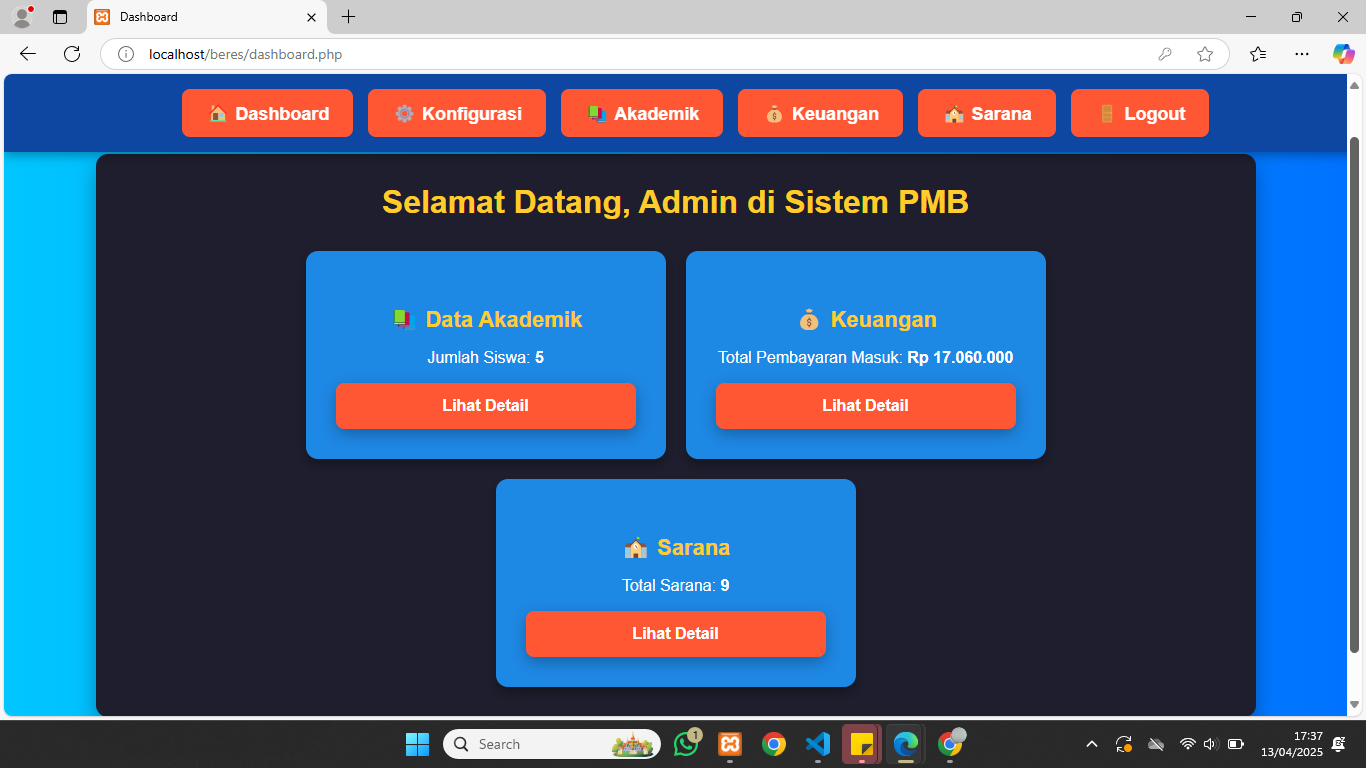 Dashboard
localhost/beres/dashboard.php
Dashboard Konfigurasi Akademik Keuangan Sarana Logout
Selamat Datang, Admin di Sistem PMB
Data Akademik
Jumlah Siswa: 5
Lihat Detail
Keuangan
Total Pembayaran Masuk: Rp 17.060.000
Lihat Detail
Sarana
Total Sarana: 9
Lihat Detail
Search
1
17:37
13/04/2025